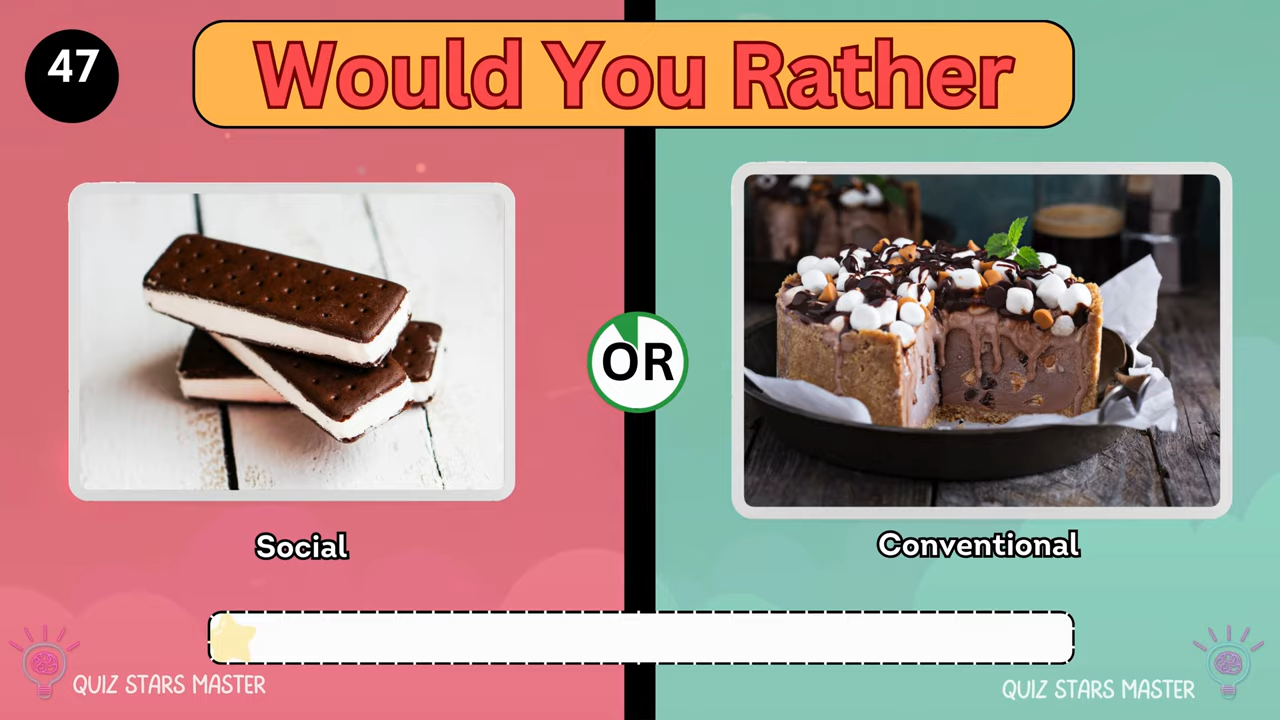 47
Would You Rather
OR
Social
Conventional
QUIZ STARS MASTER
QUIZ STARS MASTER